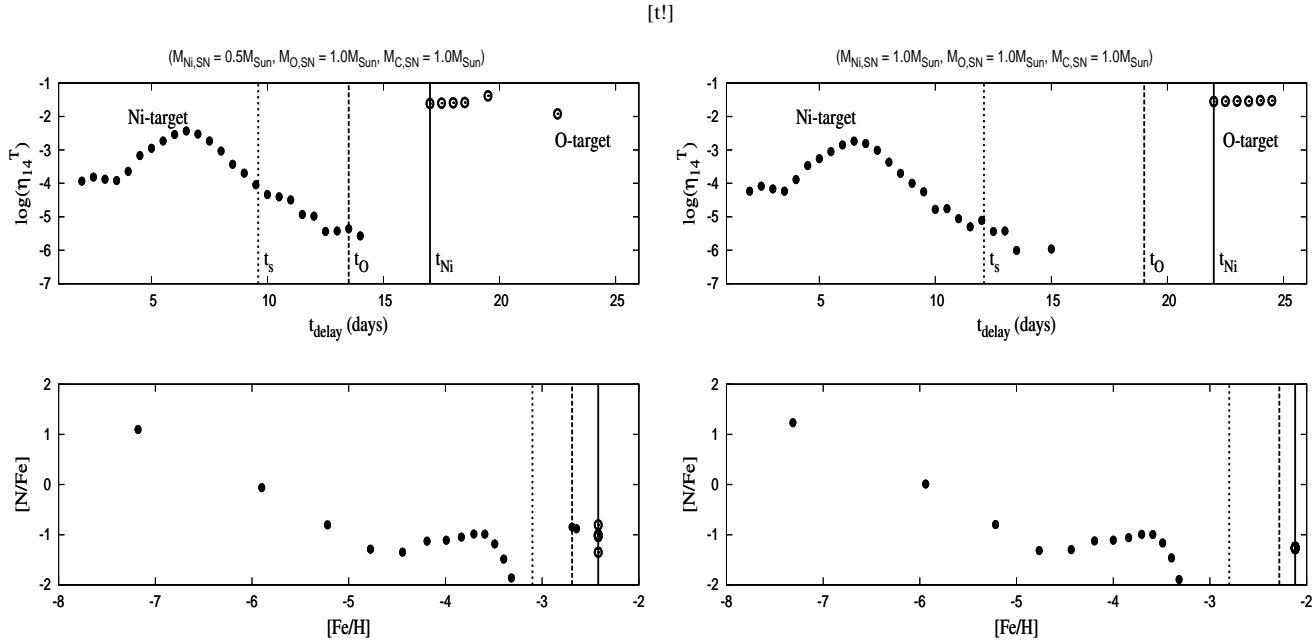 [t!]
(M_Ni,SN = 0.5M_Sun, M_O,SN = 1.0M_Sun, M_C,SN = 1.0M_Sun)
-1
-2
-3
-4
-5
-6
-7
log(η_14^T)
Ni-target
O-target
t_s
t_O
t_Ni
5
10
15
20
25
t_delay (days)
(M_Ni,SN = 1.0M_Sun, M_O,SN = 1.0M_Sun, M_C,SN = 1.0M_Sun)
-1
-2
-3
-4
-5
-6
-7
log(η_14^T)
Ni-target
O-target
t_s
t_O
t_Ni
5
10
15
20
25
t_delay (days)
2
1
0
-1
-2
[N/Fe]
-8
-7
-6
-5
-4
-3
-2
[Fe/H]
2
1
0
-1
-2
[N/Fe]
-8
-7
-6
-5
-4
-3
-2
[Fe/H]